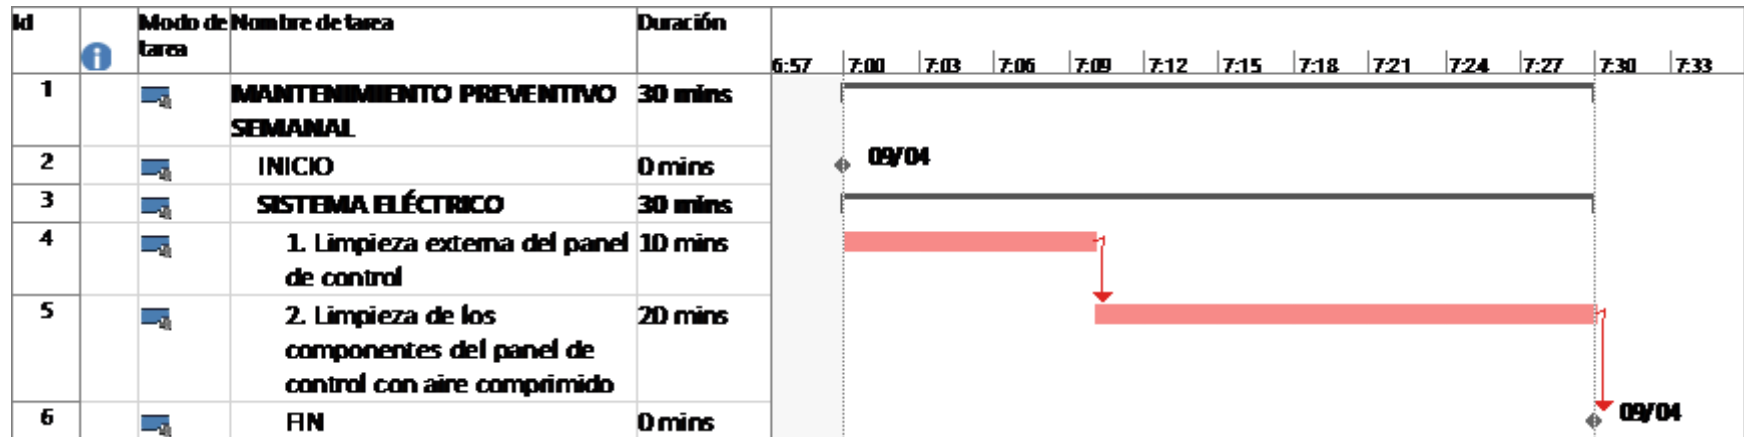 Id Modo de Nombre de tarea Duración
tarea
6:57 7:00 7:03 7:06 7:09 7:12 7:15 7:18 7:21 7:24 7:27 7:30 7:33
1 MANTENIMIENTO PREVENTIVO 30 mins
SEMANAL
2 INICIO 0 mins 09/04
3 SISTEMA ELÉCTRICO 30 mins
4 1. Limpieza externa del panel 10 mins
de control
5 2. Limpieza de los 20 mins
componentes del panel de
control con aire comprimido
6 FIN 0 mins 09/04